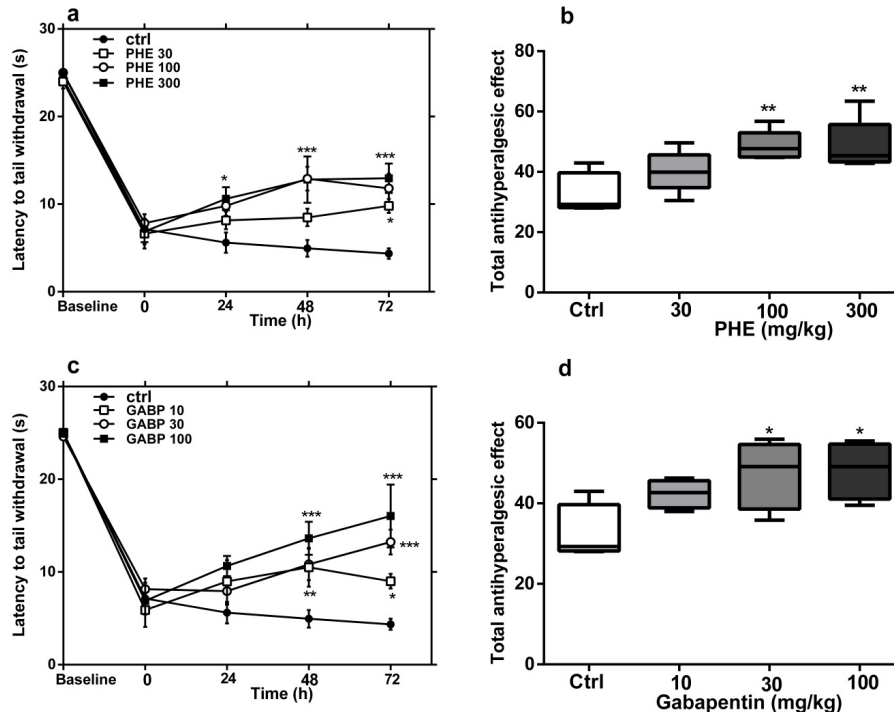 a
Latency to tail withdrawal (s)
30
20
10
0
ctrl
PHE 30
PHE 100
PHE 300
*
***
***
*
Baseline 0 24 48 72
Time (h)
b
Total antihyperalgesic effect
80
60
40
20
0
**
**
Ctrl 30 100 300
PHE (mg/kg)
c
Latency to tail withdrawal (s)
30
20
10
0
ctrl
GABP 10
GABP 30
GABP 100
***
***
***
**
*
Baseline 0 24 48 72
Time (h)
d
Total antihyperalgesic effect
60
40
20
0
*
*
Ctrl 10 30 100
Gabapentin (mg/kg)